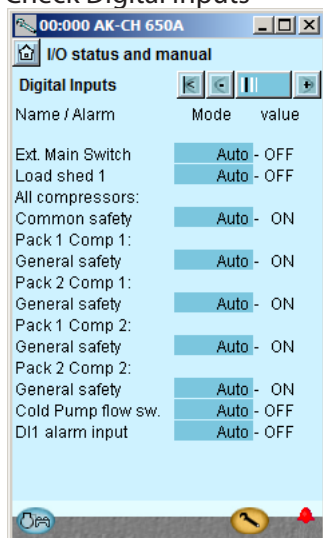 Check Digital Inputs
00:000 AK-CH 650A
I/O status and manual
Digital Inputs
Name / Alarm Mode value
Ext. Main Switch Auto - OFF
Load shed 1 Auto - OFF
All compressors:
Common safety Auto - ON
Pack 1 Comp 1:
General safety Auto - ON
Pack 2 Comp 1:
General safety Auto - ON
Pack 1 Comp 2:
General safety Auto - ON
Pack 2 Comp 2:
General safety Auto - ON
Cold Pump flow sw. Auto - OFF
DI1 alarm input Auto - OFF